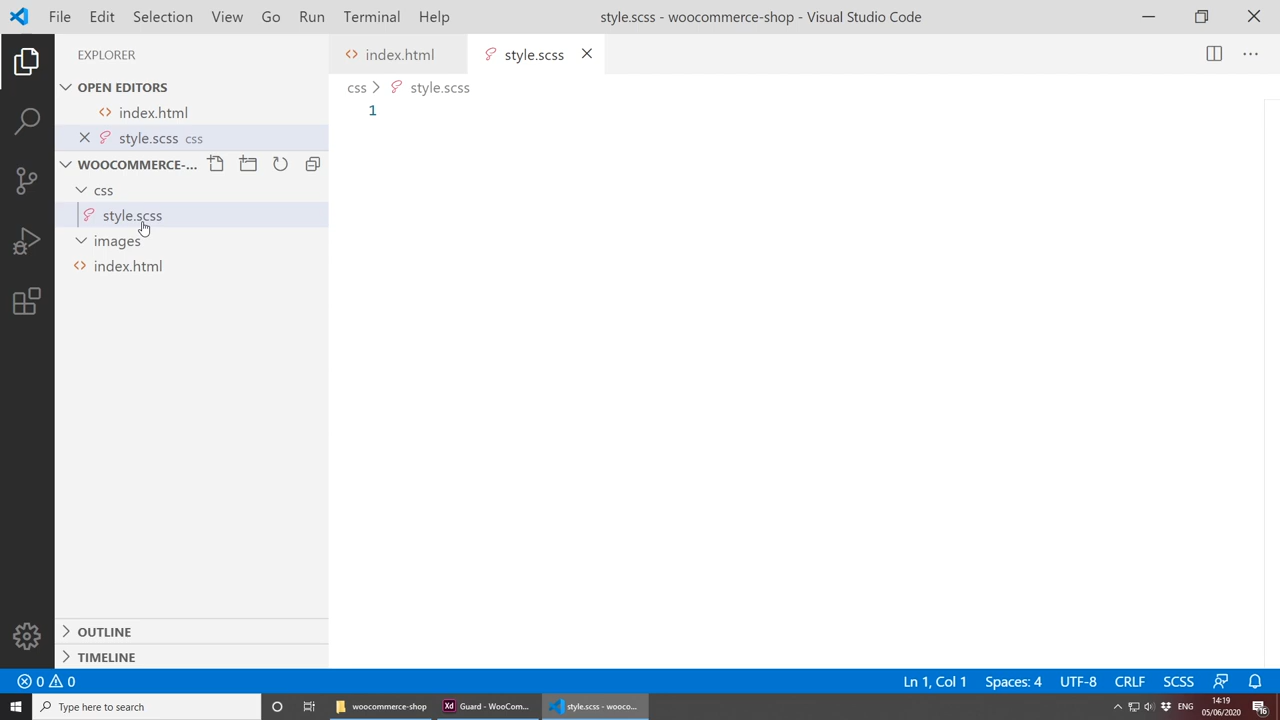 File Edit Selection View Go Run Terminal Help style.scss - woocommerce-shop - Visual Studio Code
EXPLORER
index.html style.scss
OPEN EDITORS
css style.scss
index.html
1
style.scss css
WOOCOMMERCE-...
css
style.scss
images
index.html
OUTLINE
TIMELINE
0 0 Ln 1, Col 1 Spaces: 4 UTF-8 CRLF SCSS
Type here to search woocommerce-shop Xd Guard - WooCom... style.scss - wooco... ENG 14:19
05/06/2020 16